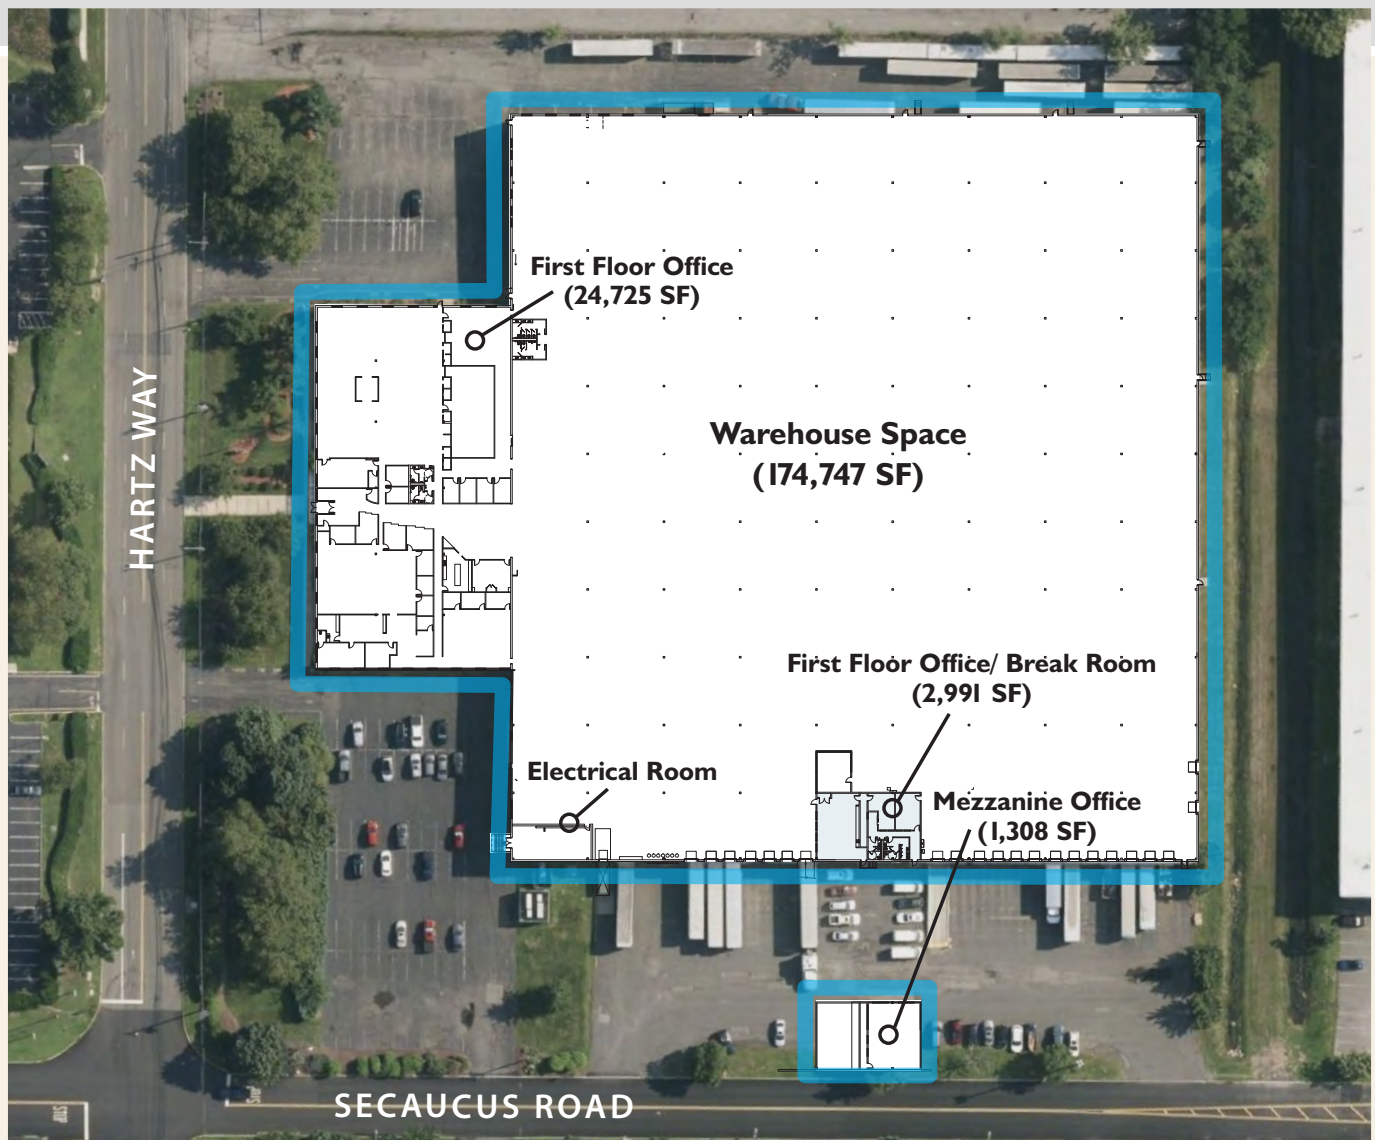 First Floor Office
(24,725 SF)
HARTZ WAY
Warehouse Space
(174,747 SF)
First Floor Office/ Break Room
(2,991 SF)
Electrical Room
Mezzanine Office
(1,308 SF)
SECAUCUS ROAD
STOP